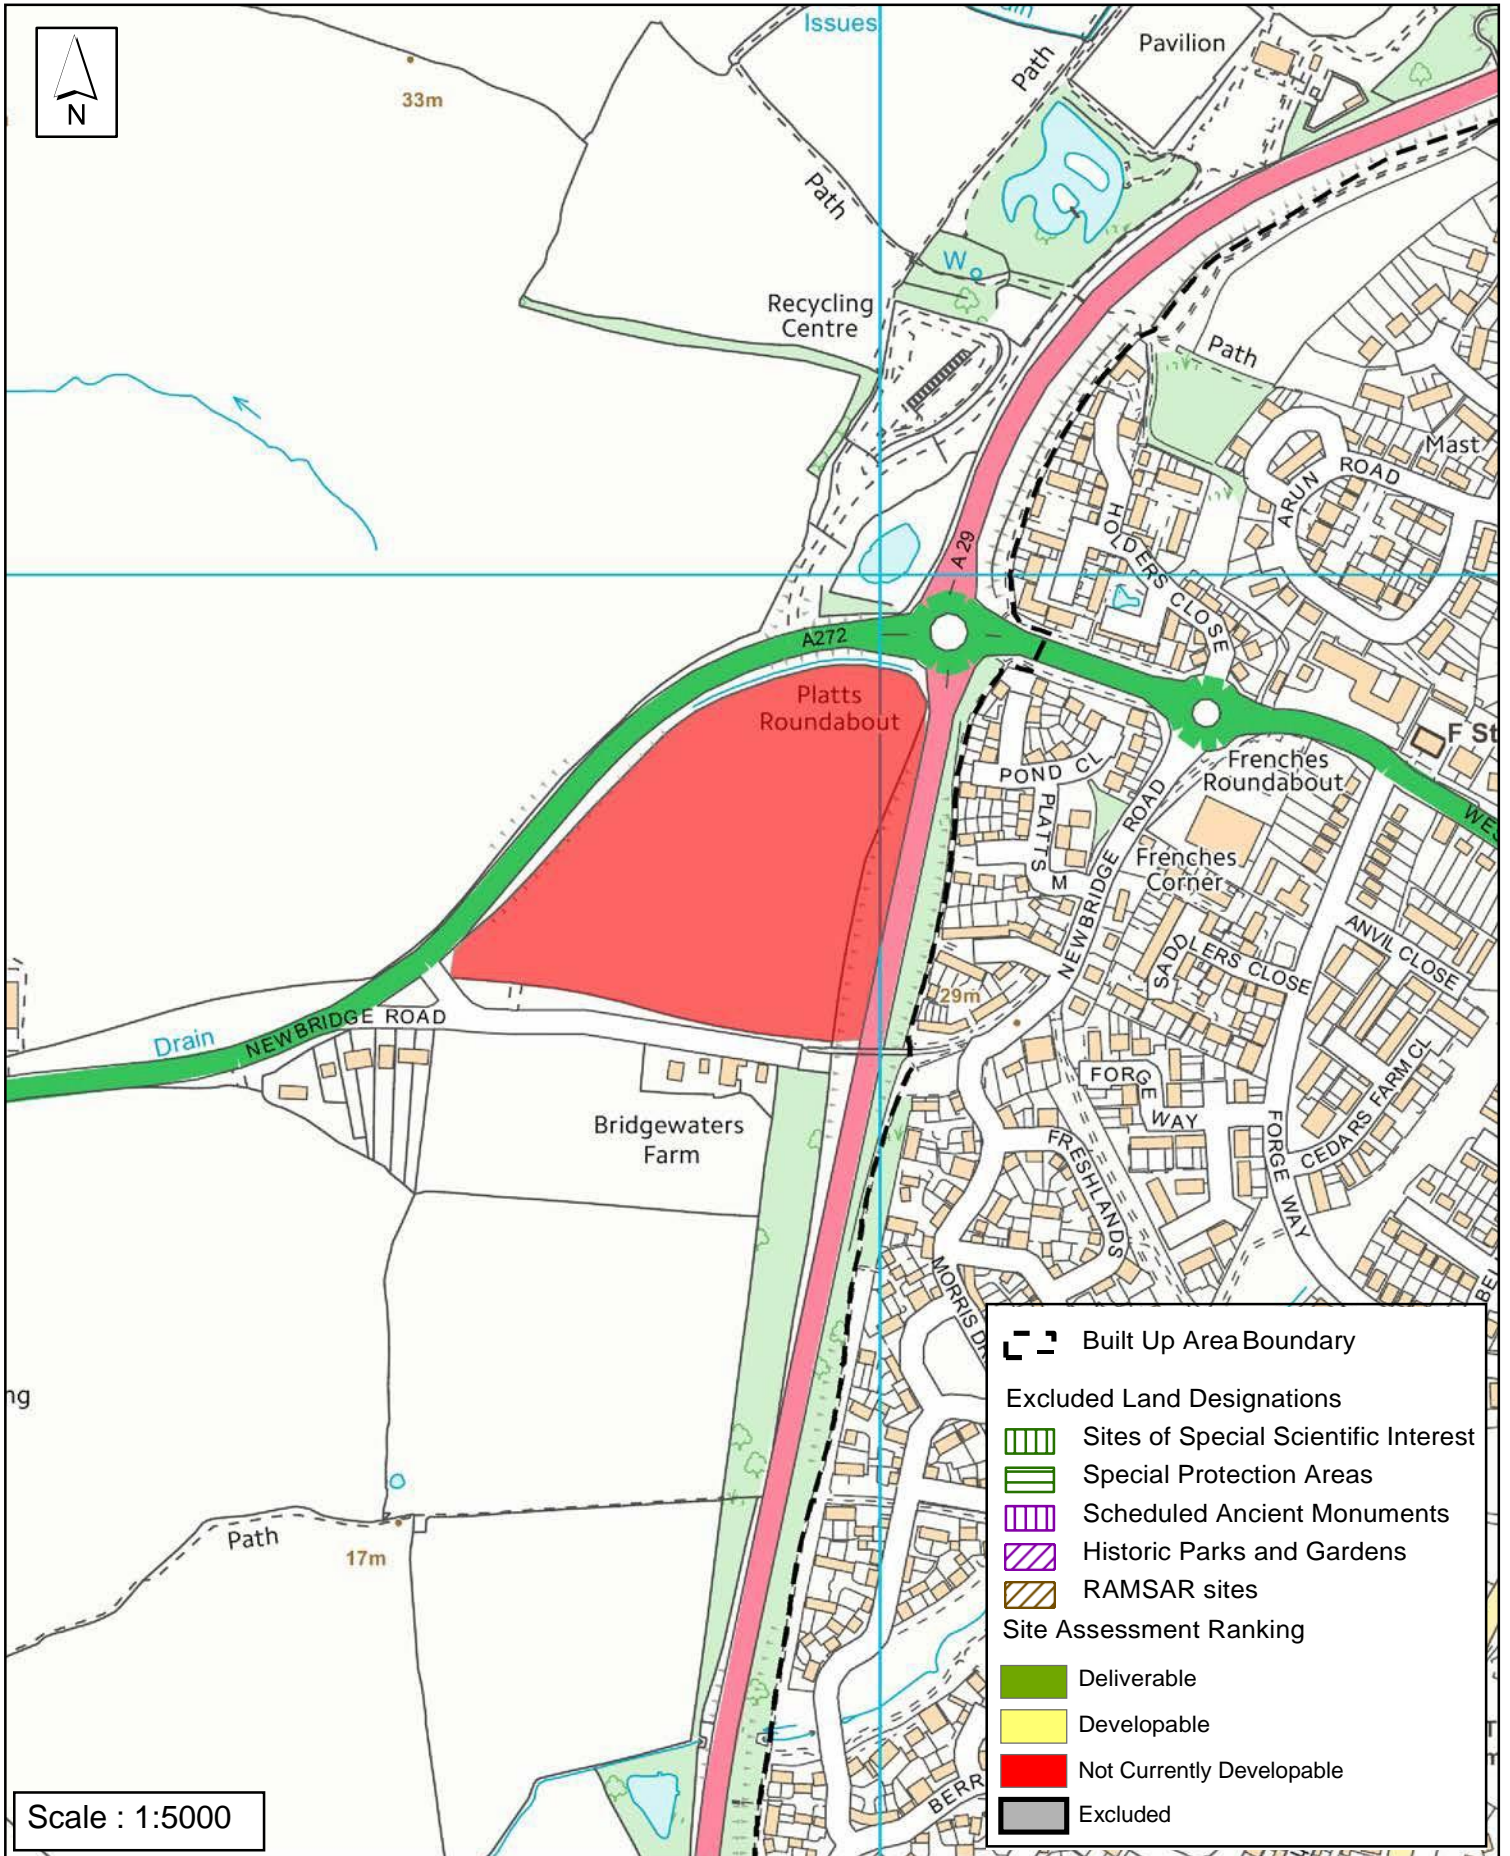 Issues
Pavilion
Path
N
33m
Path
W
Recycling
Centre
Path
Mast
ARUN ROAD
HOLDERS CLOSE
A 29
A272
Platts
Roundabout
F St
Frenches
Roundabout
POND CL
PLATTS M
NEWBRIDGE ROAD
WES
Frenches
Corner
ANVIL CLOSE
SADDLERS CLOSE
29m
NEWBRIDGE ROAD
Drain
FORGE WAY
CEDARS FARM CL
Bridgewaters
Farm
FRESHLANDS
FORGE WAY
MORRIS DR
BEL
ng
Path
17m
BERR
Built Up Area Boundary
Excluded Land Designations
Sites of Special Scientific Interest
Special Protection Areas
Scheduled Ancient Monuments
Historic Parks and Gardens
RAMSAR sites
Site Assessment Ranking
Deliverable
Developable
Not Currently Developable
Excluded
Scale : 1:5000